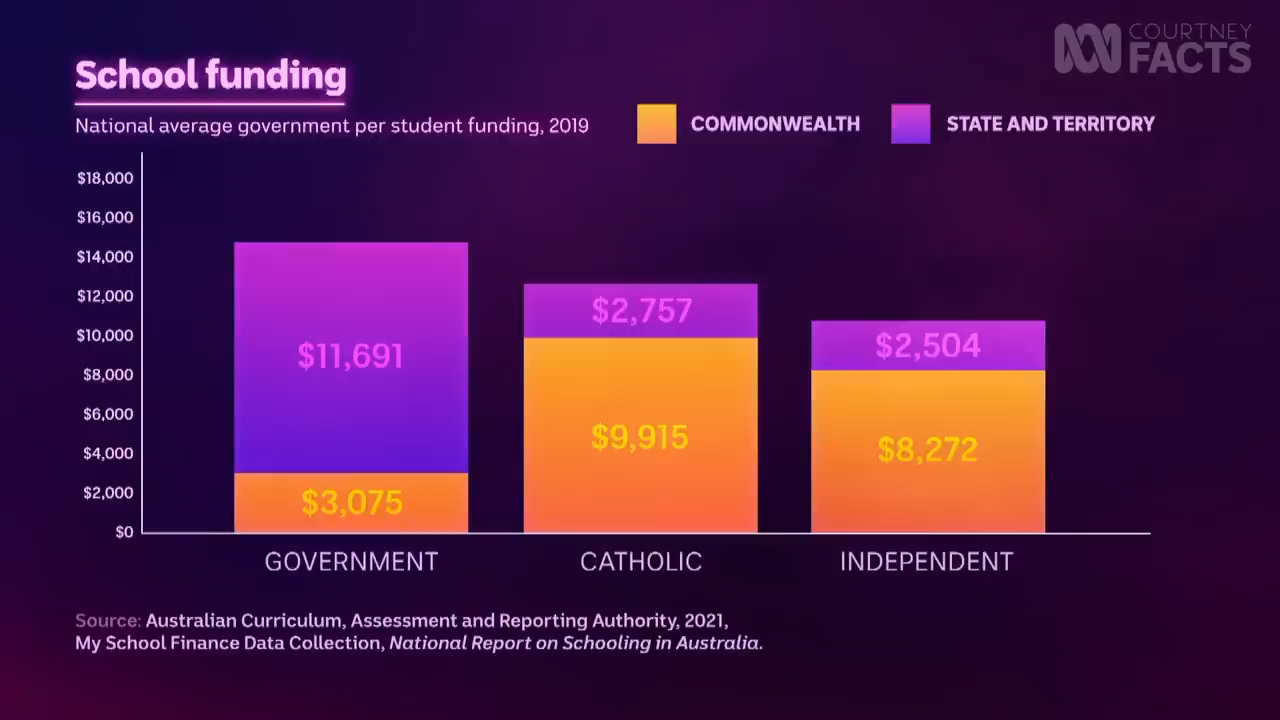 COURTNEY
FACTS
School funding
National average government per student funding, 2019
COMMONWEALTH
STATE AND TERRITORY
$18,000
$16,000
$14,000
$12,000
$10,000
$8,000
$6,000
$4,000
$2,000
$0
$11,691
$3,075
$2,757
$9,915
$2,504
$8,272
GOVERNMENT
CATHOLIC
INDEPENDENT
Source: Australian Curriculum, Assessment and Reporting Authority, 2021,
My School Finance Data Collection, National Report on Schooling in Australia.